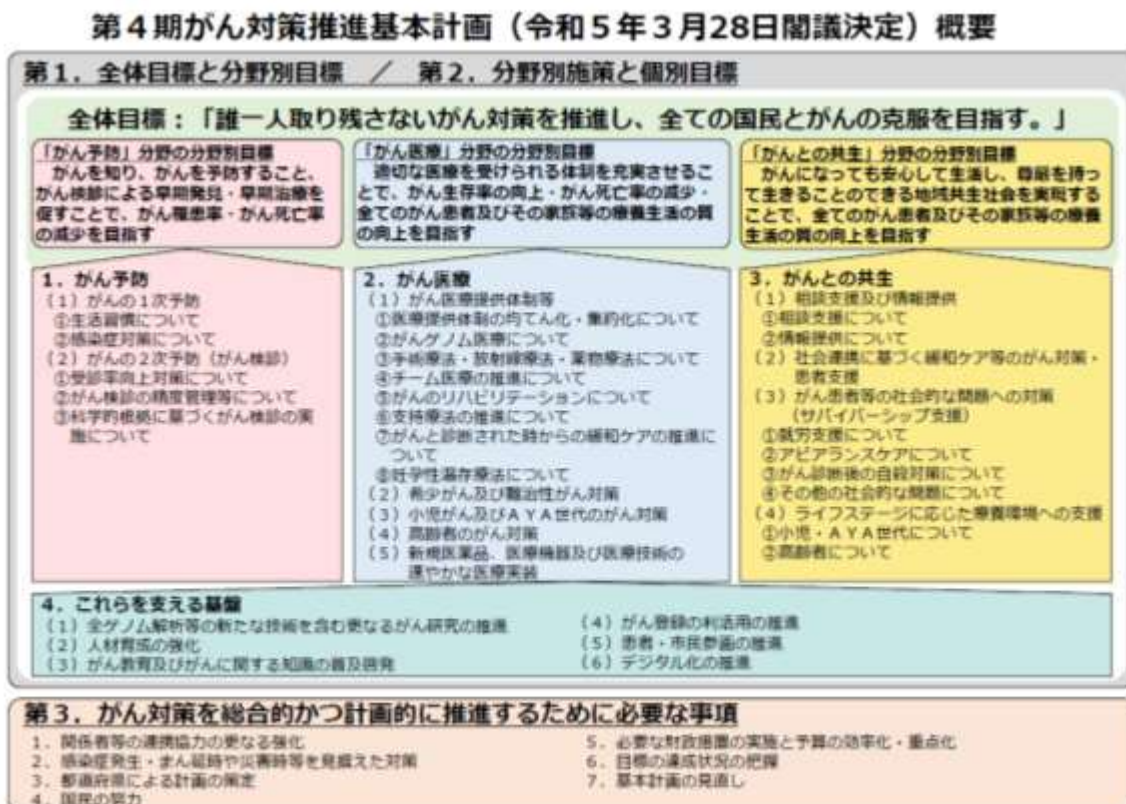 第４期がん対策推進基本計画（令和５年３月28日閣議決定）概要
第１．全体目標と分野別目標　／　第２．分野別施策と個別目標
全体目標：「誰一人取り残さないがん対策を推進し、全ての国民とがんの克服を目指す。」
「がん予防」分野の分野別目標
がんを知り、がんを予防すること、
がん検診による早期発見・早期治療を
促すことで、がん罹患率・がん死亡率
の減少を目指す
「がん医療」分野の分野別目標
適切な医療を受けられる体制を充実させるこ
とで、がん生存率の向上・がん死亡率の減少・
全てのがん患者及びその家族等の療養生活の質
の向上を目指す
「がんとの共生」分野の分野別目標
がんになっても安心して生活し、尊厳を持っ
て生きることのできる地域共生社会を実現する
ことで、全てのがん患者及びその家族等の療養
生活の質の向上を目指す
１．がん予防
（１）がんの１次予防
①生活習慣について
②感染症対策について
（２）がんの２次予防（がん検診）
①受診率向上対策について
②がん検診の精度管理等について
③科学的根拠に基づくがん検診の実
施について
２．がん医療
（１）がん医療提供体制等
①医療提供体制の均てん化・集約化について
②がんゲノム医療について
③手術療法・放射線療法・薬物療法について
④チーム医療の推進について
⑤がんのリハビリテーションについて
⑥支持療法の推進について
⑦がんと診断された時からの緩和ケアの推進に
ついて
⑧妊孕性温存療法について
（２）希少がん及び難治性がん対策
（３）小児がん及びＡＹＡ世代のがん対策
（４）高齢者のがん対策
（５）新規医薬品、医療機器及び医療技術の
速やかな医療実装
３．がんとの共生
（１）相談支援及び情報提供
①相談支援について
②情報提供について
（２）社会連携に基づく緩和ケア等のがん対策・
患者支援
（３）がん患者等の社会的な問題への対策
（サバイバーシップ支援）
①就労支援について
②アピアランスケアについて
③がん診断後の自殺対策について
④その他の社会的な問題について
（４）ライフステージに応じた療養環境への支援
①小児・ＡＹＡ世代について
②高齢者について
４．これらを支える基盤
（１）全ゲノム解析等の新たな技術を含む更なるがん研究の推進
（２）人材育成の強化
（３）がん教育及びがんに関する知識の普及啓発
（４）がん登録の利活用の推進
（５）患者・市民参画の推進
（６）デジタル化の推進
第３．がん対策を総合的かつ計画的に推進するために必要な事項
１．関係者等の連携協力の更なる強化
２．感染症発生・まん延時や災害時等を見据えた対策
３．都道府県による計画の策定
４．国民の努力
５．必要な財政措置の実施と予算の効率化・重点化
６．目標の達成状況の把握
７．基本計画の見直し